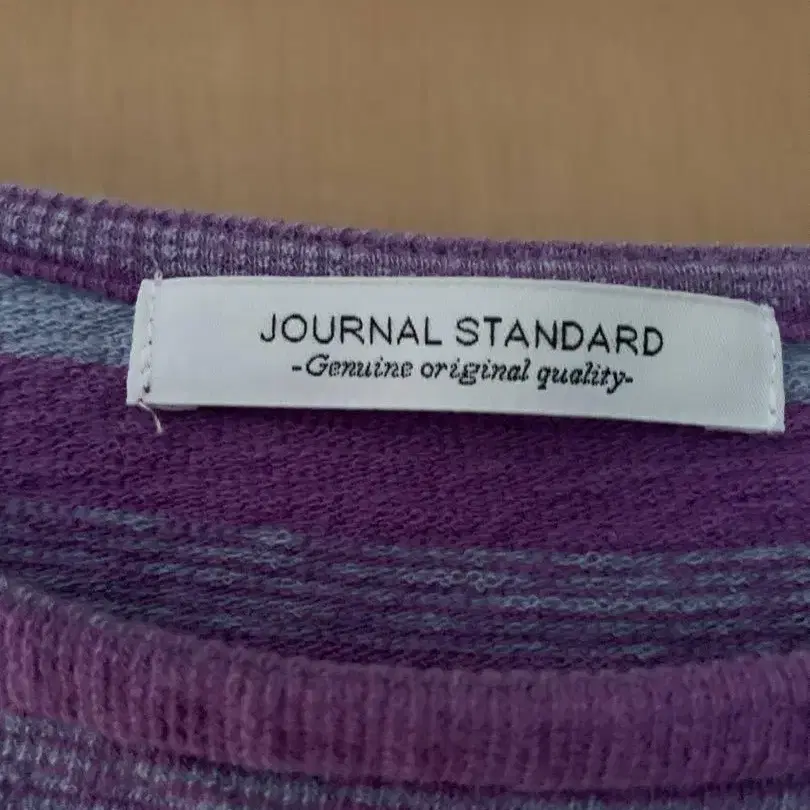 JOURNAL STANDARD
-Genuine original quality-